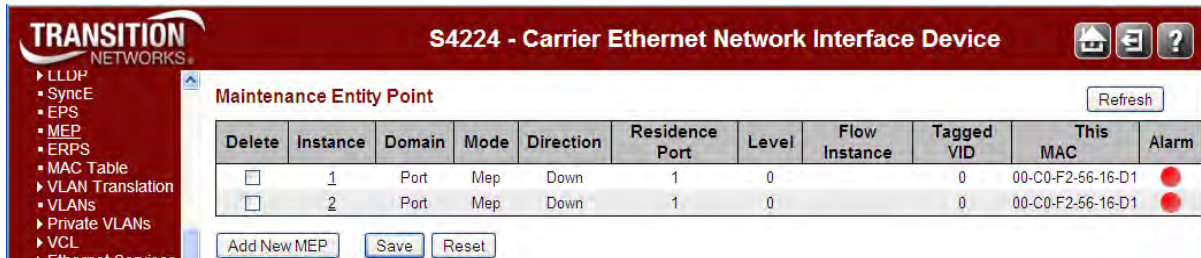 TRANSITION
NETWORKS®
S4224 - Carrier Ethernet Network Interface Device
?
LLDP
SyncE
EPS
MEP
ERPS
MAC Table
VLAN Translation
VLANs
Private VLANs
VCL
Ethernet Services
Maintenance Entity Point
Refresh
Delete Instance Domain Mode Direction Residence Port Level Flow Instance Tagged VID This MAC Alarm
1 Port Mep Down 1 0 0 00-C0-F2-56-16-D1
2 Port Mep Down 1 0 0 00-C0-F2-56-16-D1
Add New MEP Save Reset